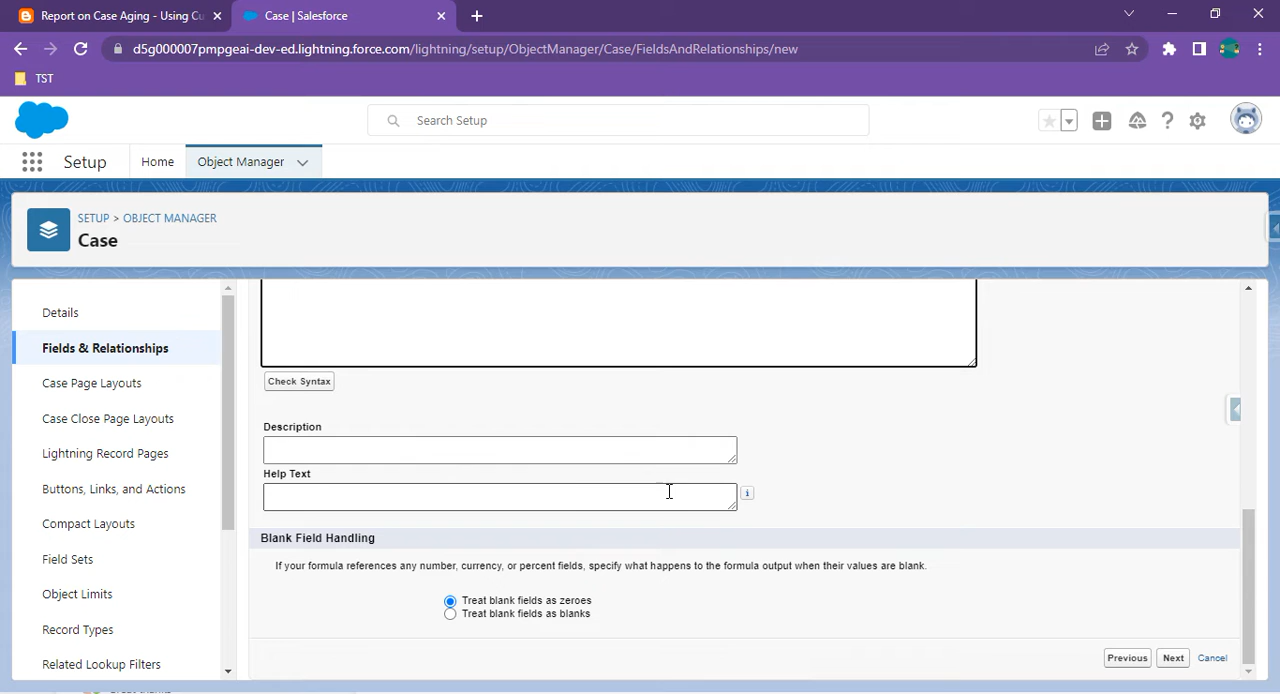 Report on Case Aging - Using Cu
Case | Salesforce
d5g000007pmpgeai-dev-ed.lightning.force.com/lightning/setup/ObjectManager/Case/FieldsAndRelationships/new
TST
Search Setup
Setup
Home
Object Manager
SETUP > OBJECT MANAGER
Case
Details
Fields & Relationships
Case Page Layouts
Case Close Page Layouts
Lightning Record Pages
Buttons, Links, and Actions
Compact Layouts
Field Sets
Object Limits
Record Types
Related Lookup Filters
Check Syntax
Description
Help Text
i
Blank Field Handling
If your formula references any number, currency, or percent fields, specify what happens to the formula output when their values are blank.
Treat blank fields as zeroes
Treat blank fields as blanks
Previous
Next
Cancel